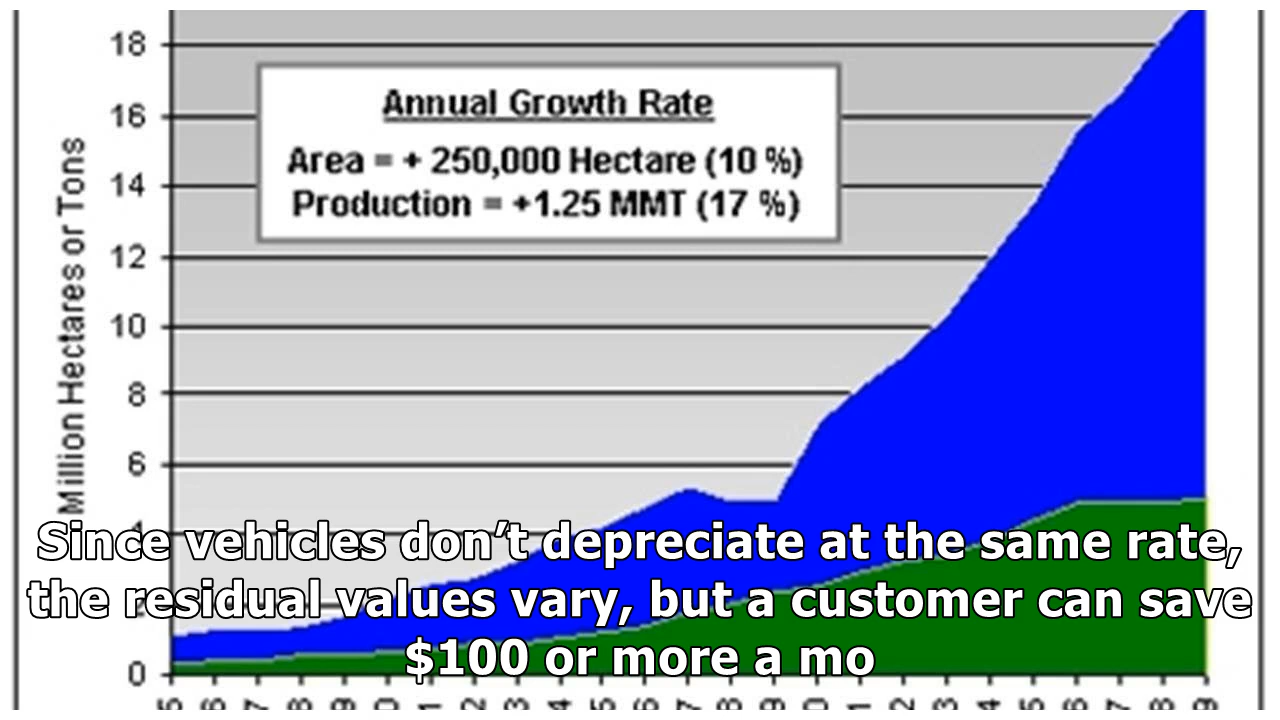 18
Annual Growth Rate
16
Area = + 250,000 Hectare (10 %)
14
Production = +1.25 MMT (17 %)
12
10
8
6
Million Hectares or Tons
Since vehicles don’t depreciate at the same rate,
the residual values vary, but a customer can save
$100 or more a mo
0